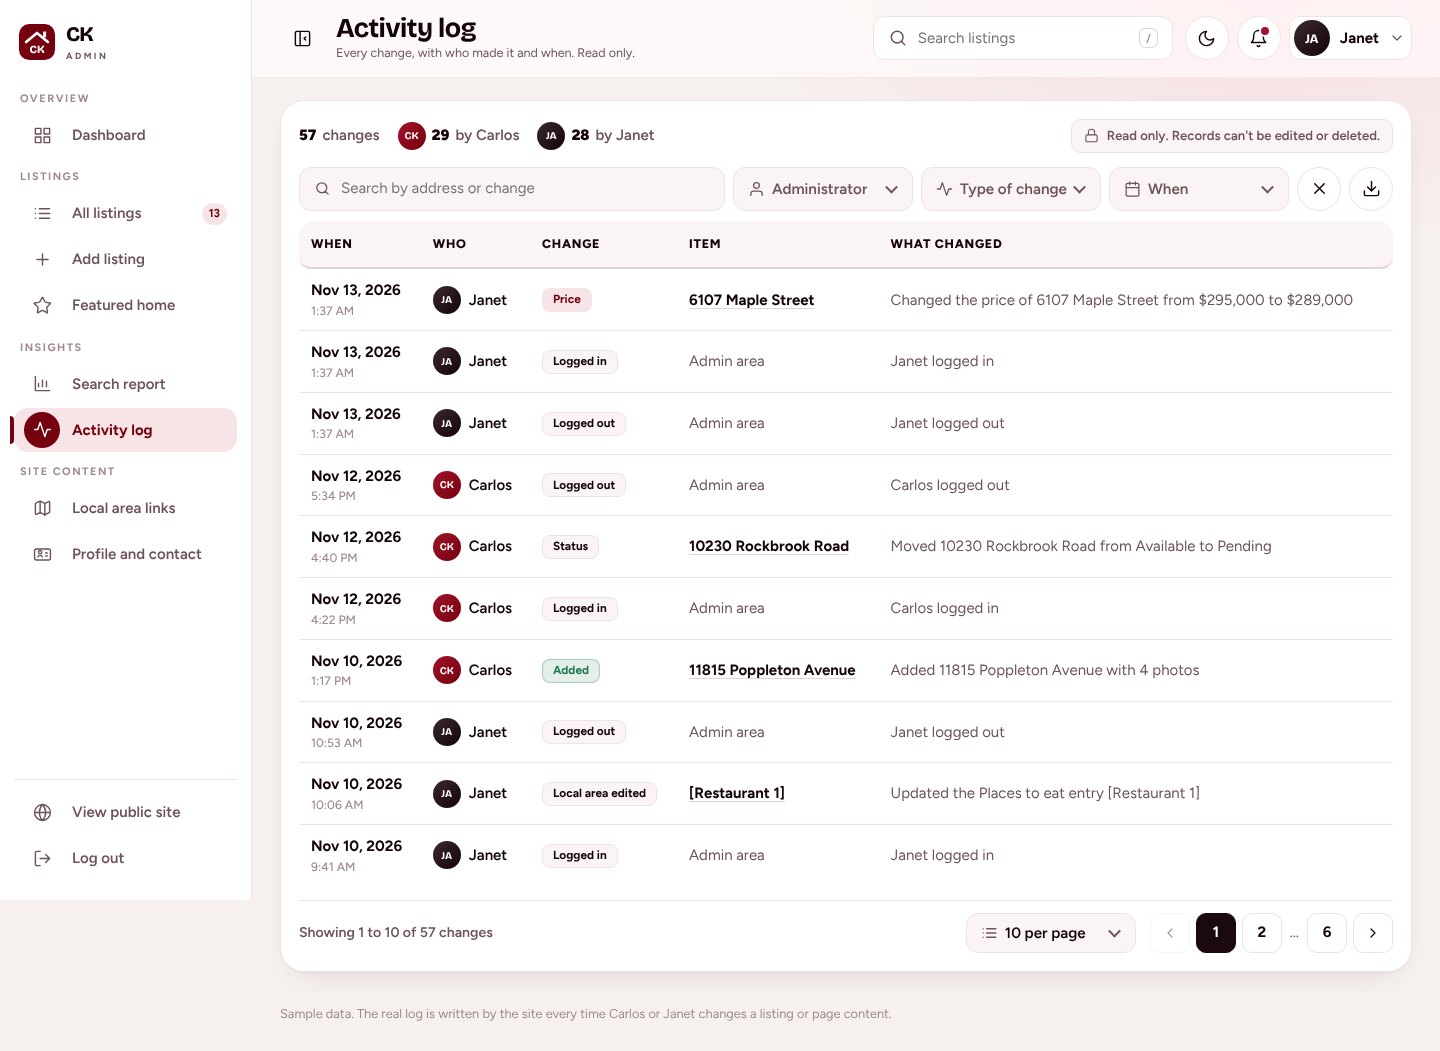 CK
CK
ADMIN
Activity log
Every change, with who made it and when. Read only.
Search listings
/
JA
Janet
OVERVIEW
Dashboard
LISTINGS
All listings
13
Add listing
Featured home
INSIGHTS
Search report
Activity log
SITE CONTENT
Local area links
Profile and contact
View public site
Log out
57 changes CK 29 by Carlos JA 28 by Janet
Read only. Records can't be edited or deleted.
Search by address or change
Administrator
Type of change
When
WHEN WHO CHANGE ITEM WHAT CHANGED
Nov 13, 2026
1:37 AM
JA Janet Price 6107 Maple Street Changed the price of 6107 Maple Street from $295,000 to $289,000
Nov 13, 2026
1:37 AM
JA Janet Logged in Admin area Janet logged in
Nov 13, 2026
1:37 AM
JA Janet Logged out Admin area Janet logged out
Nov 12, 2026
5:34 PM
CK Carlos Logged out Admin area Carlos logged out
Nov 12, 2026
4:40 PM
CK Carlos Status 10230 Rockbrook Road Moved 10230 Rockbrook Road from Available to Pending
Nov 12, 2026
4:22 PM
CK Carlos Logged in Admin area Carlos logged in
Nov 10, 2026
1:17 PM
CK Carlos Added 11815 Poppleton Avenue Added 11815 Poppleton Avenue with 4 photos
Nov 10, 2026
10:53 AM
JA Janet Logged out Admin area Janet logged out
Nov 10, 2026
10:06 AM
JA Janet Local area edited [Restaurant 1] Updated the Places to eat entry [Restaurant 1]
Nov 10, 2026
9:41 AM
JA Janet Logged in Admin area Janet logged in
Showing 1 to 10 of 57 changes
10 per page
1 2 ... 6
Sample data. The real log is written by the site every time Carlos or Janet changes a listing or page content.